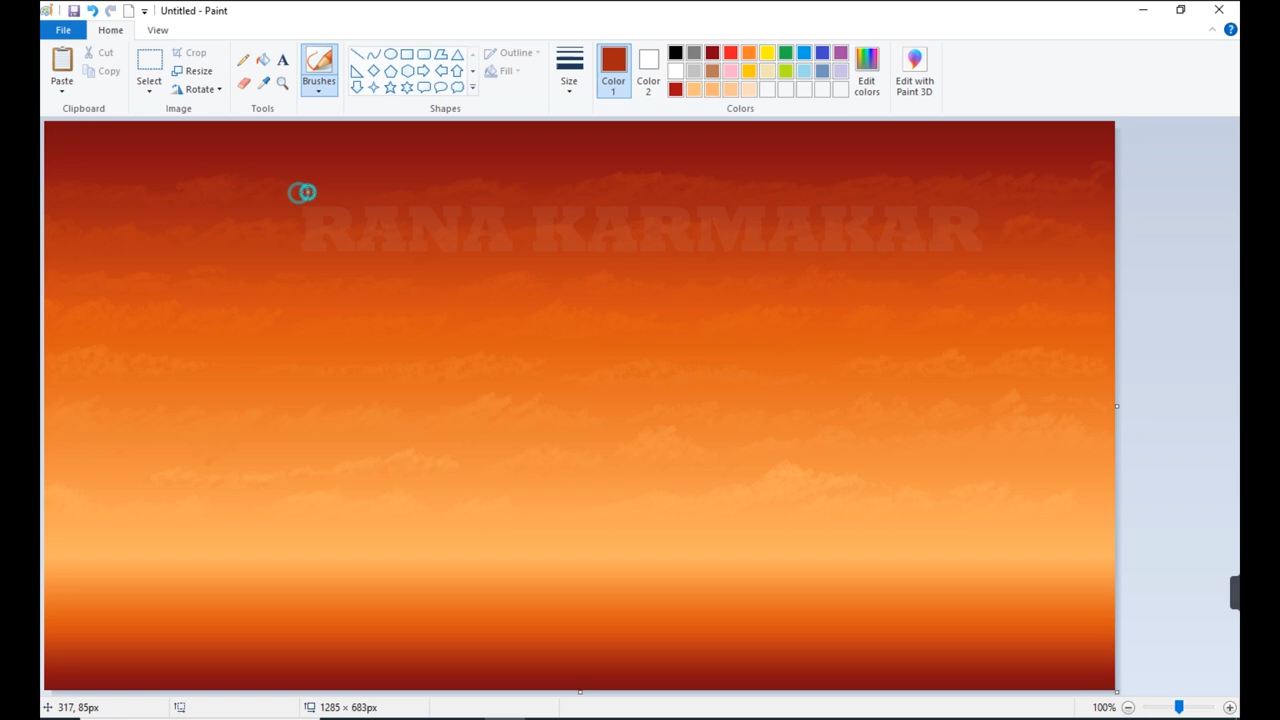 Untitled - Paint
File Home View
Paste
Cut
Copy
Clipboard
Select
Crop
Resize
Rotate
Image
A
Tools
Brushes
Shapes
Outline
Fill
Size
Color 1
Color 2
Edit colors
Colors
Edit with Paint 3D
RANA KARMAKAR
317, 85px
1285 × 683px
100%